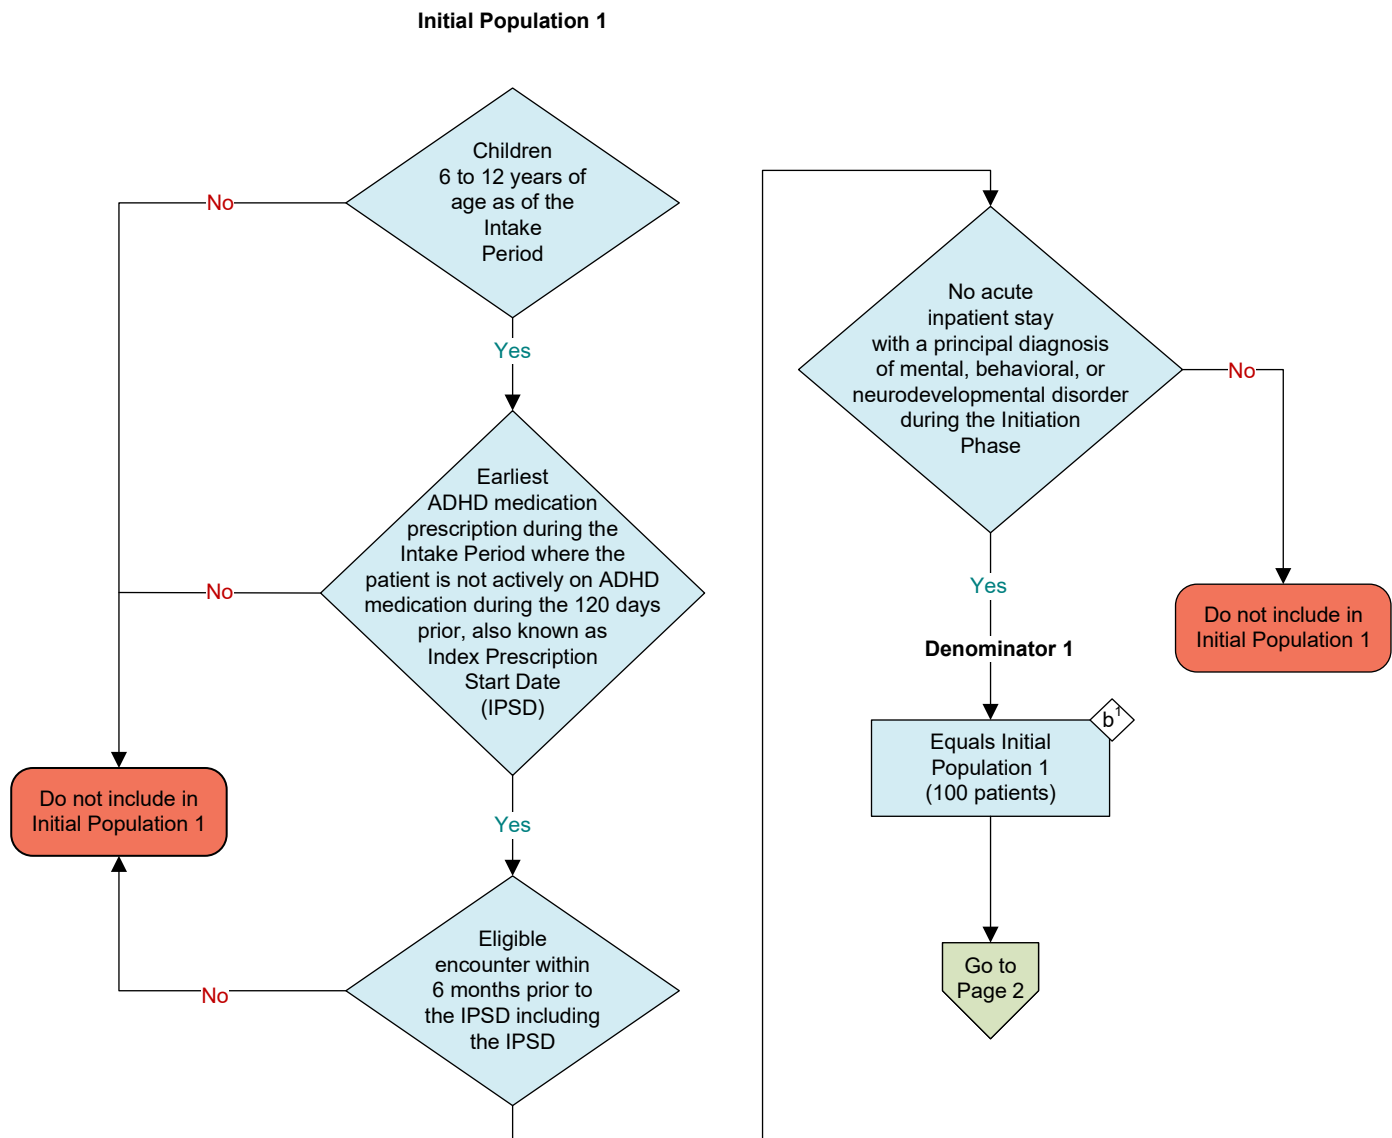 Initial Population 1
Children
6 to 12 years of
age as of the
Intake
Period
No
Yes
Earliest
ADHD medication
prescription during the
Intake Period where the
patient is not actively on ADHD
medication during the 120 days
prior, also known as
Index Prescription
Start Date
(IPSD)
No
Yes
Do not include in
Initial Population 1
Eligible
encounter within
6 months prior to
the IPSD including
the IPSD
No
No acute
inpatient stay
with a principal diagnosis
of mental, behavioral, or
neurodevelopmental disorder
during the Initiation
Phase
No
Yes
Do not include in
Initial Population 1
Denominator 1
b¹
Equals Initial
Population 1
(100 patients)
Go to
Page 2